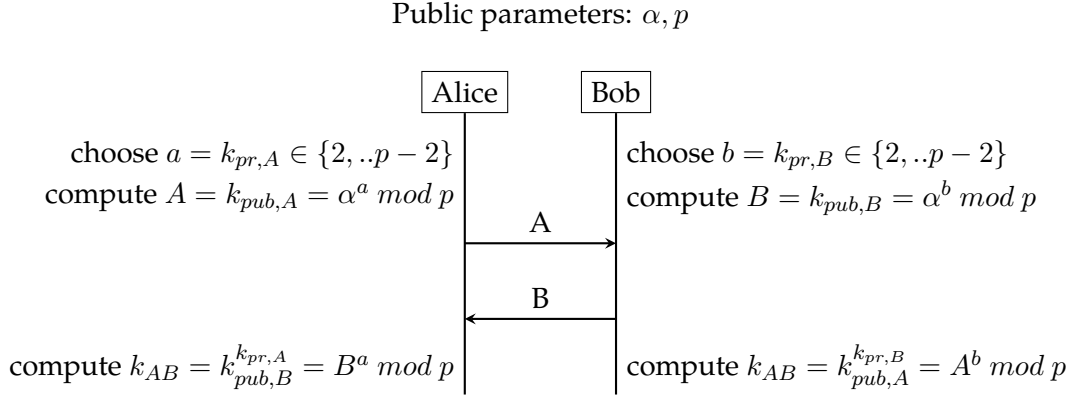 Public parameters: α, p
Alice
Bob
choose a = k_{pr,A} ∈ {2, ..p − 2}
compute A = k_{pub,A} = α^a mod p
choose b = k_{pr,B} ∈ {2, ..p − 2}
compute B = k_{pub,B} = α^b mod p
A
B
compute k_{AB} = k_{pub,B}^{k_{pr,A}} = B^a mod p
compute k_{AB} = k_{pub,A}^{k_{pr,B}} = A^b mod p